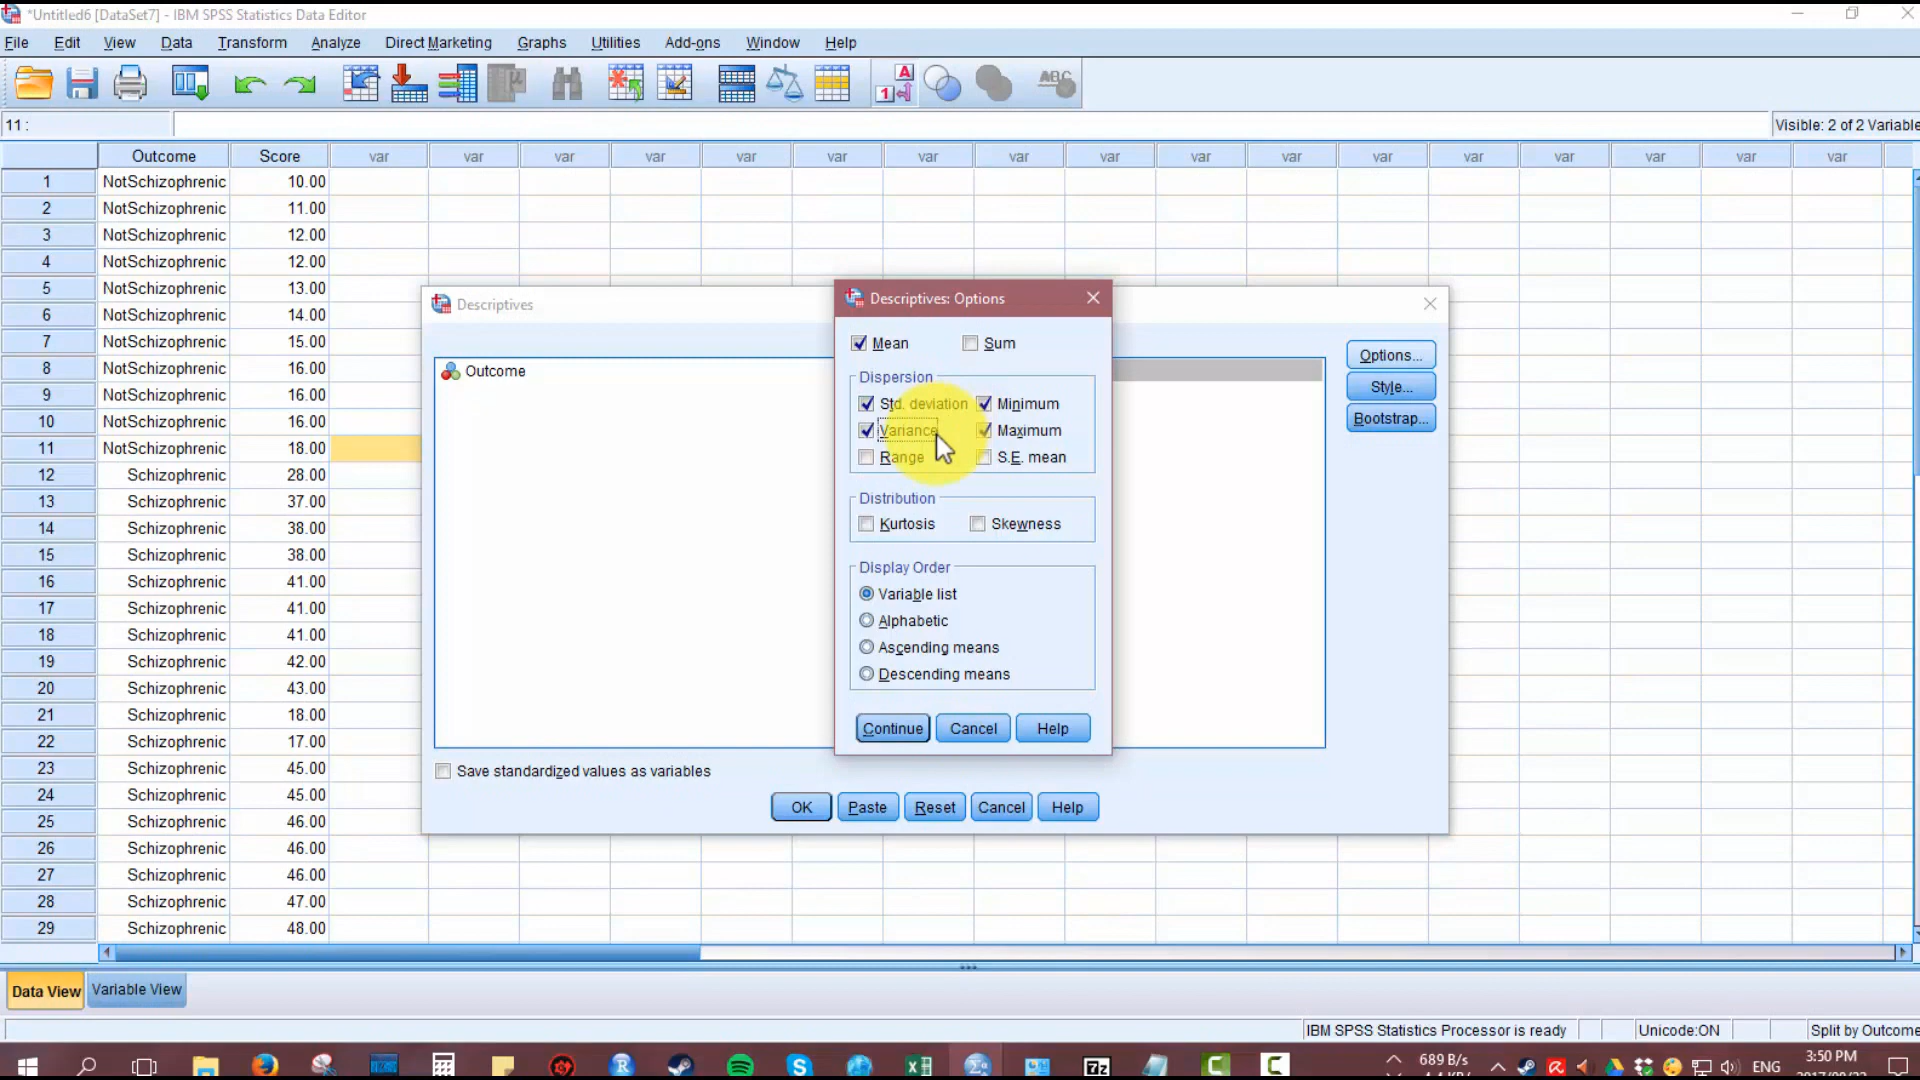 *Untitled6 [DataSet7] - IBM SPSS Statistics Data Editor
File Edit View Data Transform Analyze Direct Marketing Graphs Utilities Add-ons Window Help
11 :
Visible: 2 of 2 Variable
Outcome Score var var var var var var var var var var var var var var var var var
1 NotSchizophrenic 10.00
2 NotSchizophrenic 11.00
3 NotSchizophrenic 12.00
4 NotSchizophrenic 12.00
5 NotSchizophrenic 13.00
6 NotSchizophrenic 14.00
7 NotSchizophrenic 15.00
8 NotSchizophrenic 16.00
9 NotSchizophrenic 16.00
10 NotSchizophrenic 16.00
11 NotSchizophrenic 18.00
12 Schizophrenic 28.00
13 Schizophrenic 37.00
14 Schizophrenic 38.00
15 Schizophrenic 38.00
16 Schizophrenic 41.00
17 Schizophrenic 41.00
18 Schizophrenic 41.00
19 Schizophrenic 42.00
20 Schizophrenic 43.00
21 Schizophrenic 18.00
22 Schizophrenic 17.00
23 Schizophrenic 45.00
24 Schizophrenic 45.00
25 Schizophrenic 46.00
26 Schizophrenic 46.00
27 Schizophrenic 46.00
28 Schizophrenic 47.00
29 Schizophrenic 48.00
Descriptives
Outcome
Options...
Style...
Bootstrap...
Save standardized values as variables
OK Paste Reset Cancel Help
Descriptives: Options
Mean Sum
Dispersion
Std. deviation Minimum
Variance Maximum
Range S.E. mean
Distribution
Kurtosis Skewness
Display Order
Variable list
Alphabetic
Ascending means
Descending means
Continue Cancel Help
Data View Variable View
IBM SPSS Statistics Processor is ready Unicode:ON Split by Outcome
689 B/s
ENG
3:50 PM